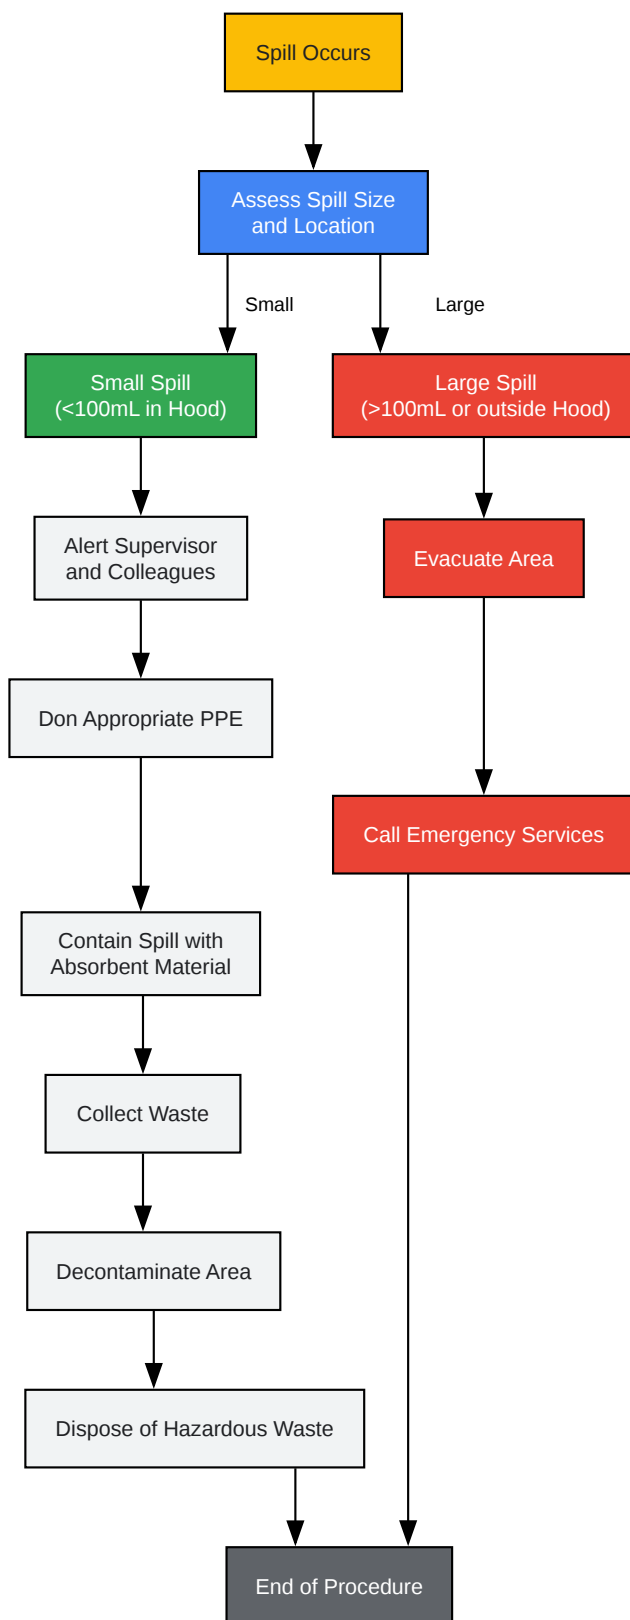 Spill Occurs
Assess Spill Size
and Location
Small
Large
Small Spill
(<100mL in Hood)
Large Spill
(>100mL or outside Hood)
Alert Supervisor
and Colleagues
Evacuate Area
Don Appropriate PPE
Call Emergency Services
Contain Spill with
Absorbent Material
Collect Waste
Decontaminate Area
Dispose of Hazardous Waste
End of Procedure